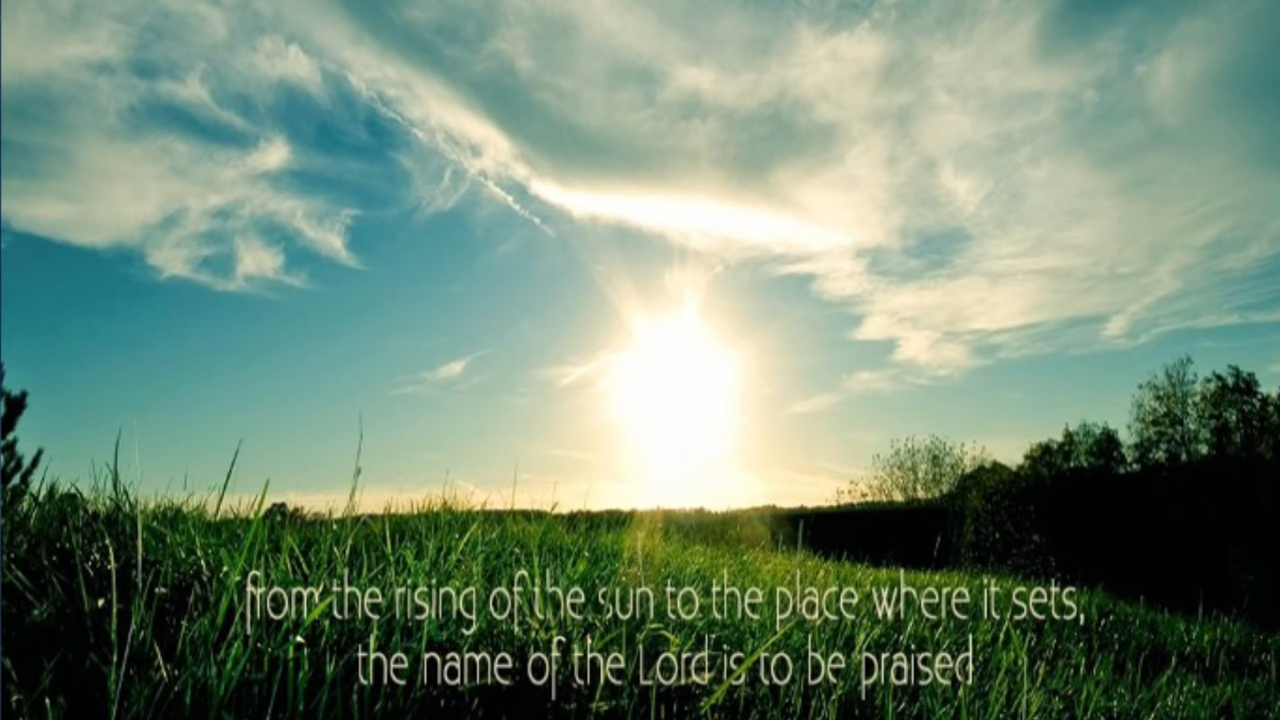 from the rising of the sun to the place where it sets,
the name of the Lord is to be praised